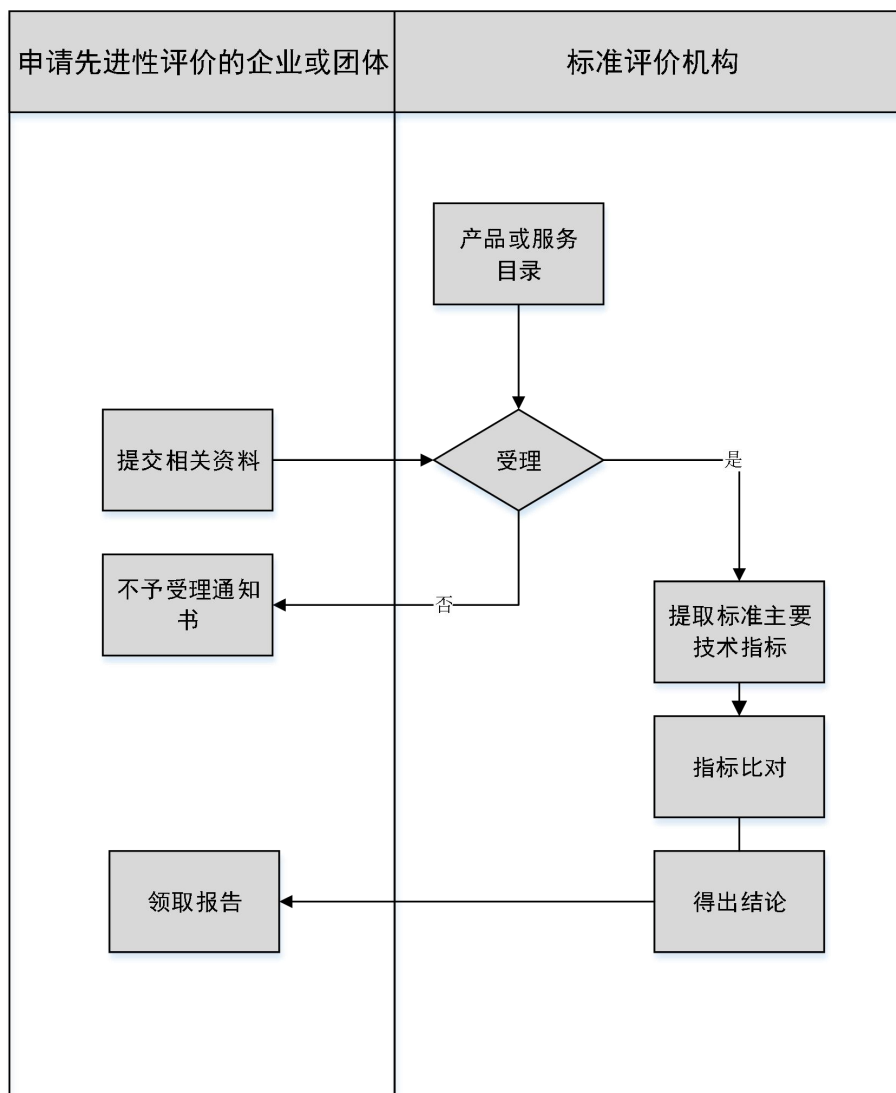 申请先进性评价的企业或团体
标准评价机构
产品或服务
目录
提交相关资料
受理
是
不予受理通知
书
否
提取标准主要
技术指标
指标比对
领取报告
得出结论